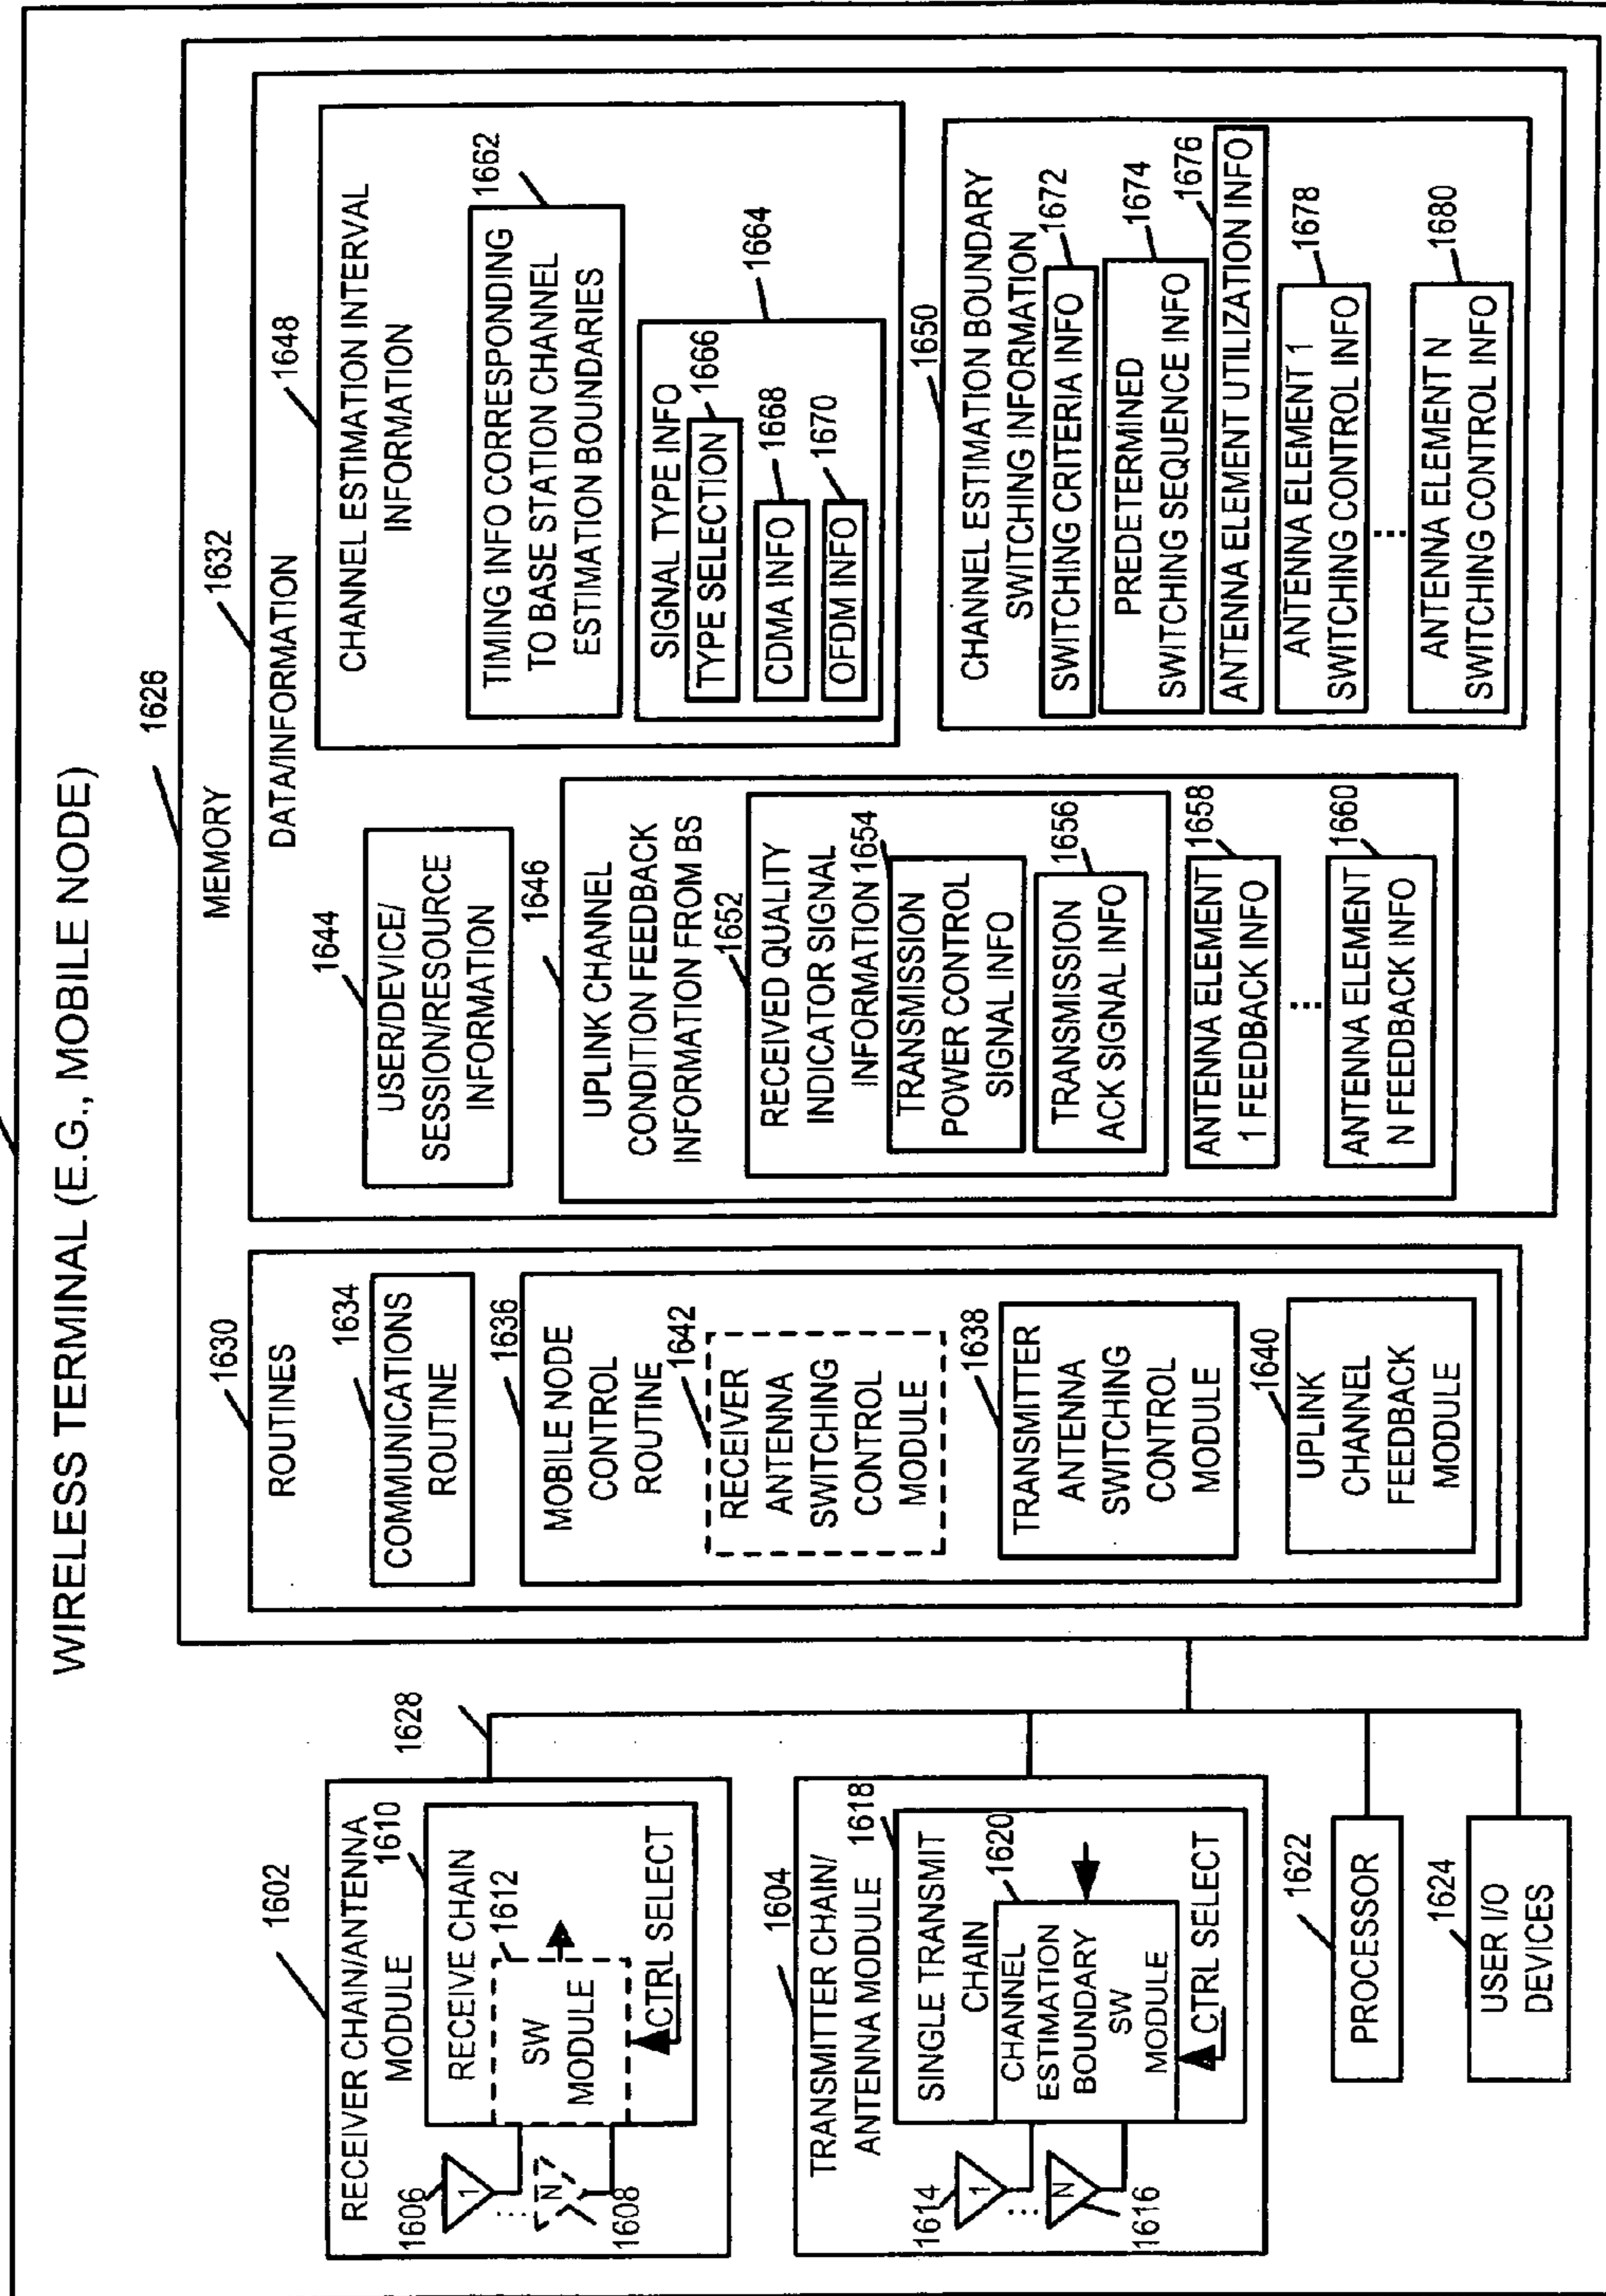 WIRELESS TERMINAL (E.G., MOBILE NODE)
1602
RECEIVER CHAIN/ANTENNA
MODULE
1610
RECEIVE CHAIN
1612
SW
MODULE
CTRL SELECT
1606
1
N
1608
1628
1604
TRANSMITTER CHAIN/
ANTENNA MODULE
1618
SINGLE TRANSMIT
CHAIN
1620
CHANNEL
ESTIMATION
BOUNDARY
SW
MODULE
CTRL SELECT
1614
1
N
1616
1622
PROCESSOR
1624
USER I/O
DEVICES
1626
MEMORY
1630
ROUTINES
1634
COMMUNICATIONS
ROUTINE
1636
MOBILE NODE
CONTROL
ROUTINE
1642
RECEIVER
ANTENNA
SWITCHING
CONTROL
MODULE
1638
TRANSMITTER
ANTENNA
SWITCHING
CONTROL
MODULE
1640
UPLINK
CHANNEL
FEEDBACK
MODULE
1632
DATA/INFORMATION
1644
USER/DEVICE/
SESSION/RESOURCE
INFORMATION
1646
UPLINK CHANNEL
CONDITION FEEDBACK
INFORMATION FROM BS
1652
RECEIVED QUALITY
INDICATOR SIGNAL
INFORMATION
1654
TRANSMISSION
POWER CONTROL
SIGNAL INFO
1656
TRANSMISSION
ACK SIGNAL INFO
1658
ANTENNA ELEMENT
1 FEEDBACK INFO
1660
ANTENNA ELEMENT
N FEEDBACK INFO
1648
CHANNEL ESTIMATION INTERVAL
INFORMATION
1662
TIMING INFO CORRESPONDING
TO BASE STATION CHANNEL
ESTIMATION BOUNDARIES
1664
SIGNAL TYPE INFO
1666
TYPE SELECTION
1668
CDMA INFO
1670
OFDM INFO
1650
CHANNEL ESTIMATION BOUNDARY
SWITCHING INFORMATION
1672
SWITCHING CRITERIA INFO
1674
PREDETERMINED
SWITCHING SEQUENCE INFO
1676
ANTENNA ELEMENT UTILIZATION INFO
1678
ANTENNA ELEMENT 1
SWITCHING CONTROL INFO
1680
ANTENNA ELEMENT N
SWITCHING CONTROL INFO